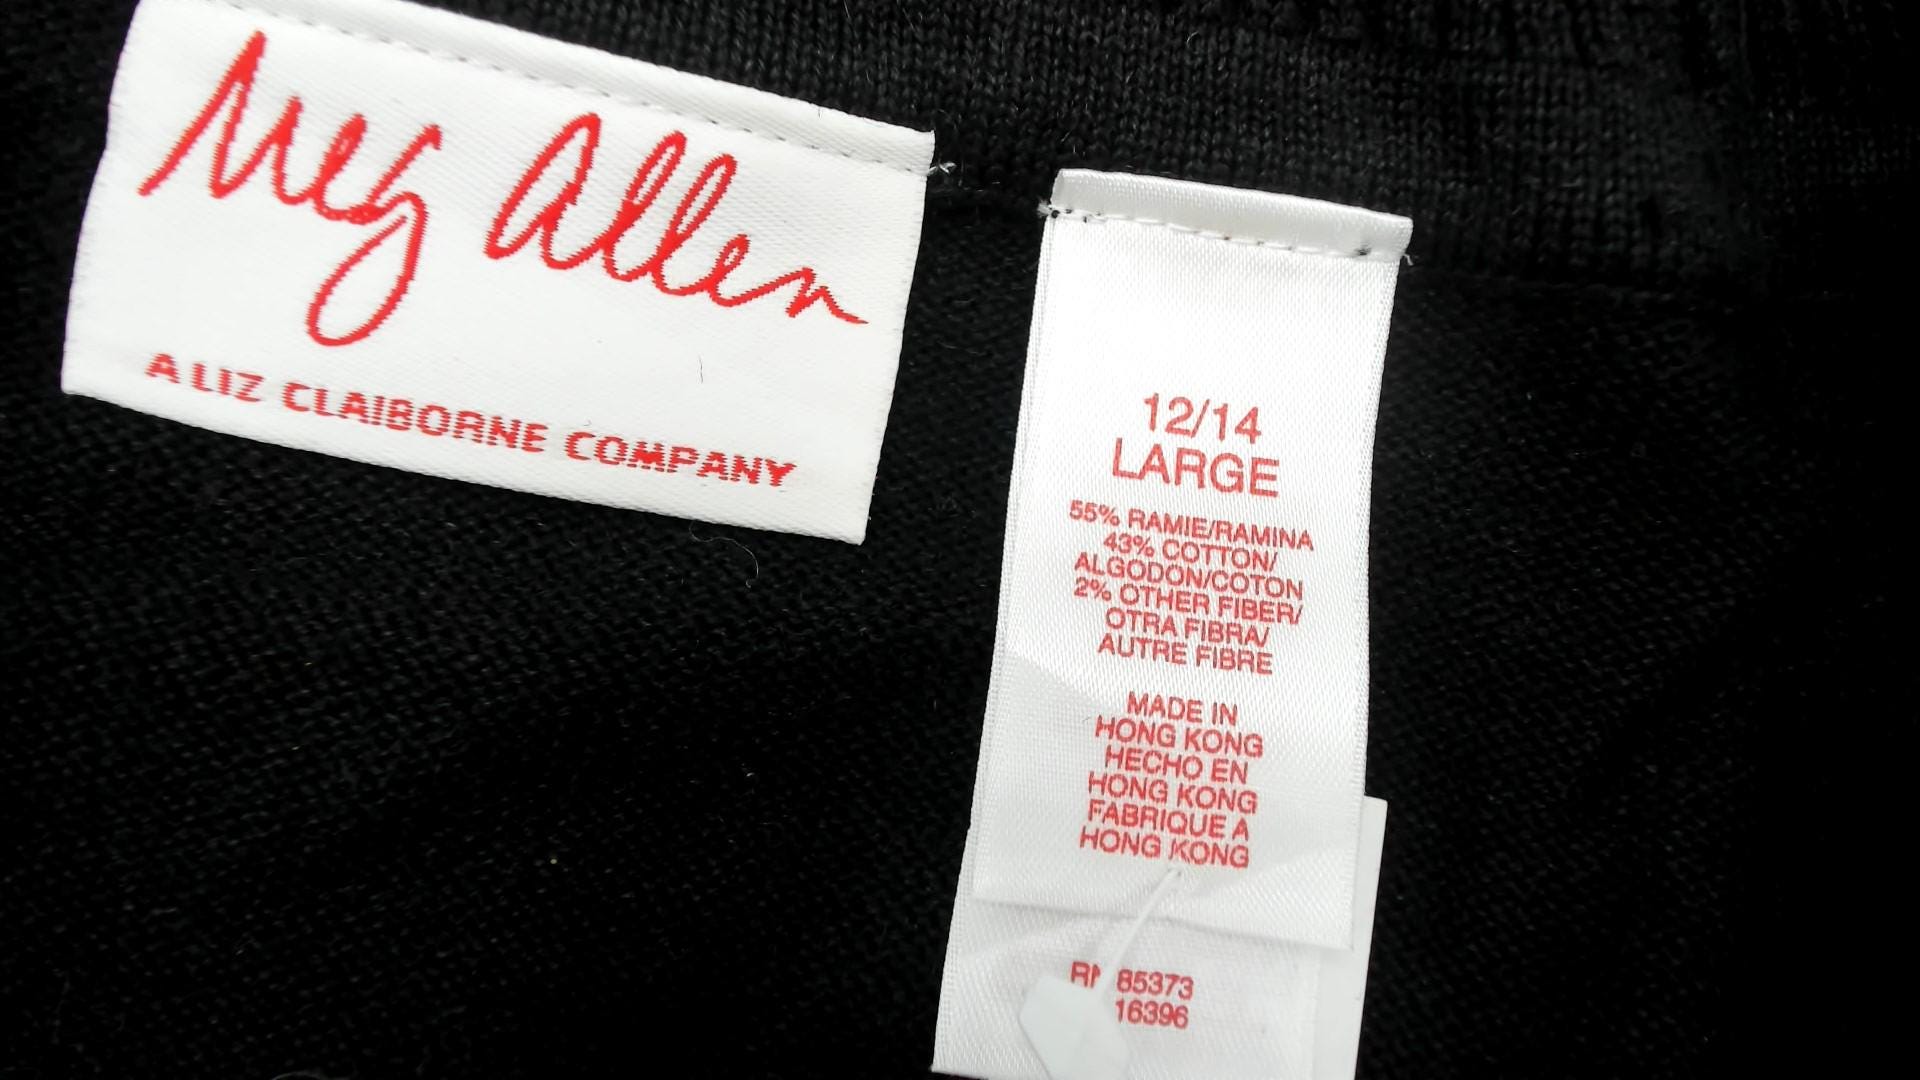 Meg Allen
A LIZ CLAIBORNE COMPANY
12/14
LARGE
55% RAMIE/RAMINA
43% COTTON/
ALGODON/COTON
2% OTHER FIBER/
OTRA FIBRA/
AUTRE FIBRE
MADE IN
HONG KONG
HECHO EN
HONG KONG
FABRIQUE A
HONG KONG
RN 85373
16396